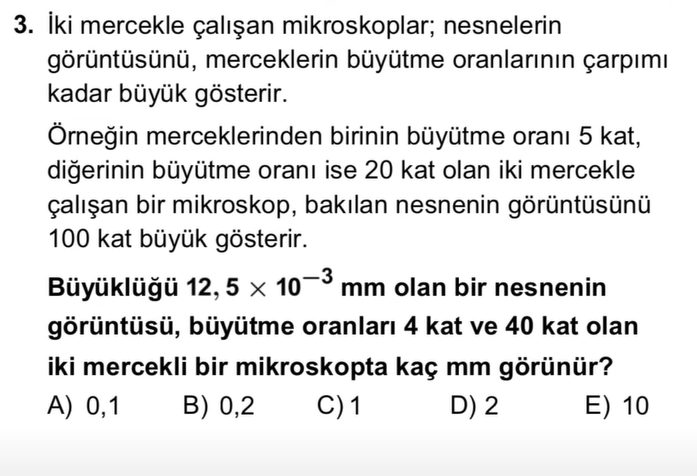 3. İki mercekle çalışan mikroskoplar; nesnelerin
görüntüsünü, merceklerin büyütme oranlarının çarpımı
kadar büyük gösterir.
Örneğin merceklerinden birinin büyütme oranı 5 kat,
diğerinin büyütme oranı ise 20 kat olan iki mercekle
çalışan bir mikroskop, bakılan nesnenin görüntüsünü
100 kat büyük gösterir.
Büyüklüğü 12, 5 × 10⁻³ mm olan bir nesnenin
görüntüsü, büyütme oranları 4 kat ve 40 kat olan
iki mercekli bir mikroskopta kaç mm görünür?
A) 0,1 B) 0,2 C) 1 D) 2 E) 10